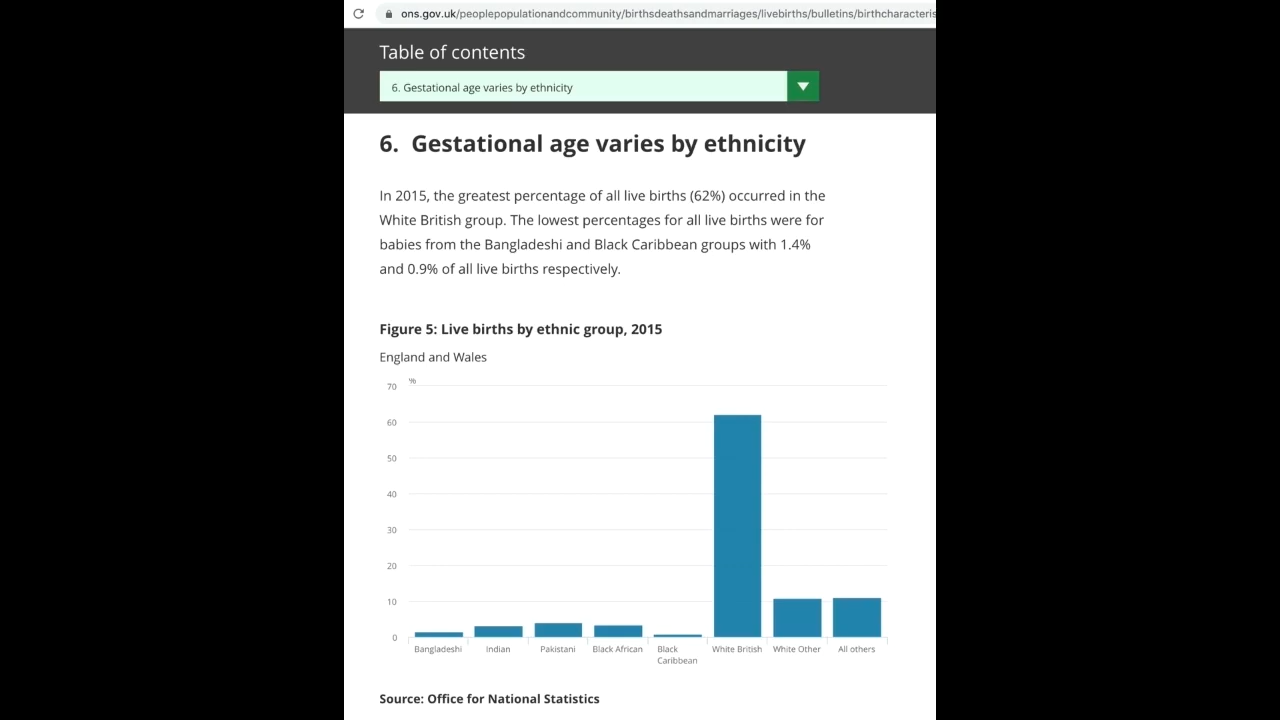 ons.gov.uk/peoplepopulationandcommunity/birthsdeathsandmarriages/livebirths/bulletins/birthcharacteris
Table of contents
6. Gestational age varies by ethnicity
6. Gestational age varies by ethnicity
In 2015, the greatest percentage of all live births (62%) occurred in the
White British group. The lowest percentages for all live births were for
babies from the Bangladeshi and Black Caribbean groups with 1.4%
and 0.9% of all live births respectively.
Figure 5: Live births by ethnic group, 2015
England and Wales
%
70
60
50
40
30
20
10
0
Bangladeshi Indian Pakistani Black African Black Caribbean White British White Other All others
Source: Office for National Statistics